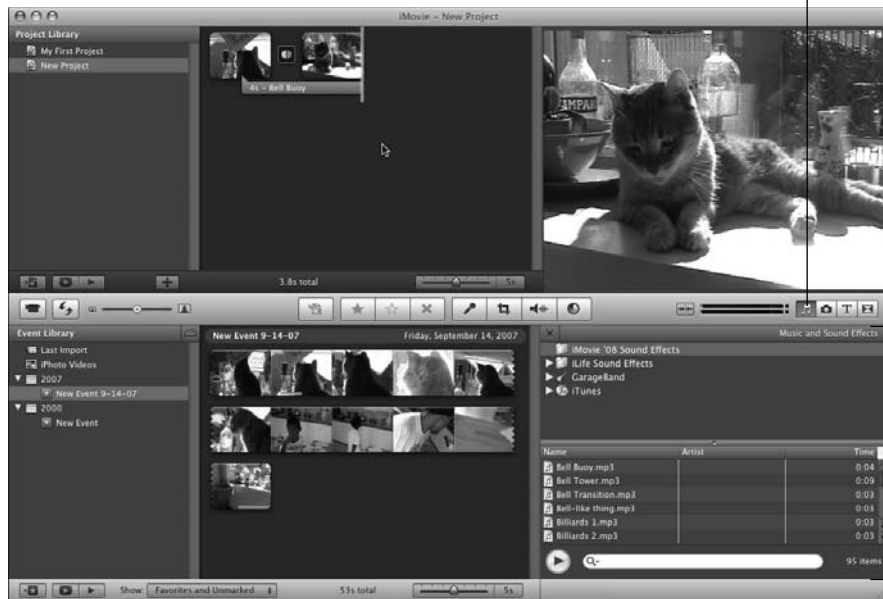 iMovie – New Project
Project Library
My First Project
New Project
4s – Bell Buoy
CAMPAR
3.8s total
5s
Event Library
Last Import
iPhoto Videos
2007
New Event 9-14-07
2000
New Event
New Event 9-14-07
Friday, September 14, 2007
Music and Sound Effects
iMovie '08 Sound Effects
iLife Sound Effects
GarageBand
iTunes
Name Artist Time
Bell Buoy.mp3 0:04
Bell Tower.mp3 0:09
Bell Transition.mp3 0:03
Bell-like thing.mp3 0:03
Billiards 1.mp3 0:03
Billiards 2.mp3 0:03
95 items
Show: Favorites and Unmarked
53s total
5s